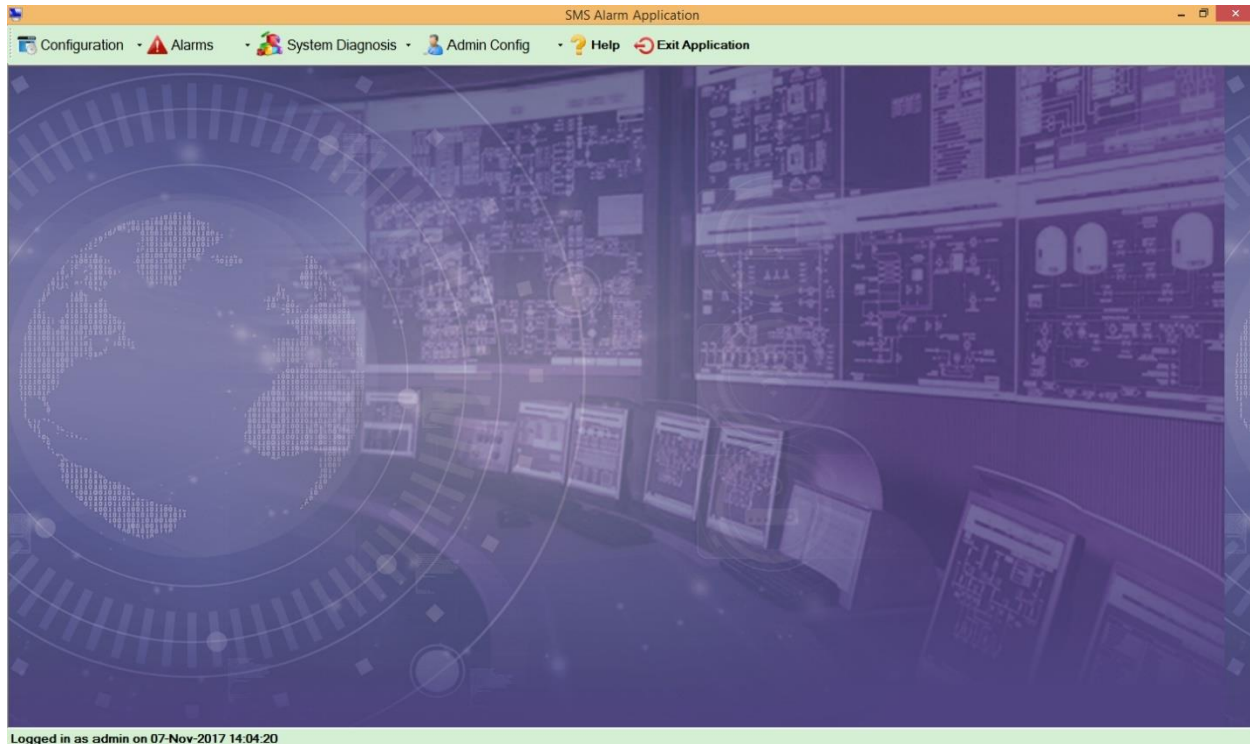 SMS Alarm Application
Configuration Alarms System Diagnosis Admin Config Help Exit Application
Logged in as admin on 07-Nov-2017 14:04:20